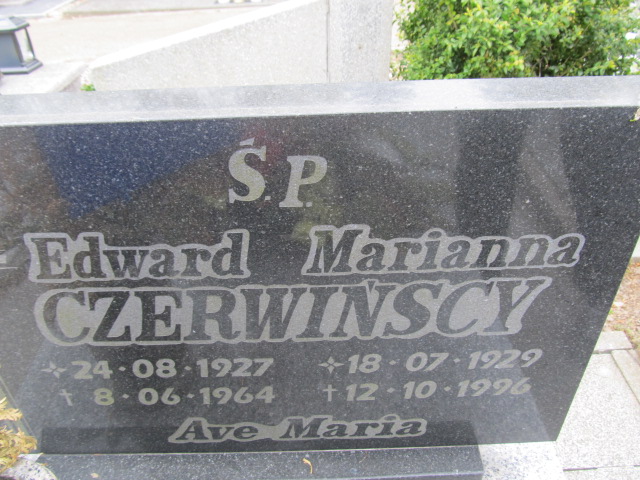 Ś.P.
Edward Marianna
CZERWIŃSCY
24·08·1927 18·07·1929
† 8·06·1964 † 12·10·1996
Ave Maria